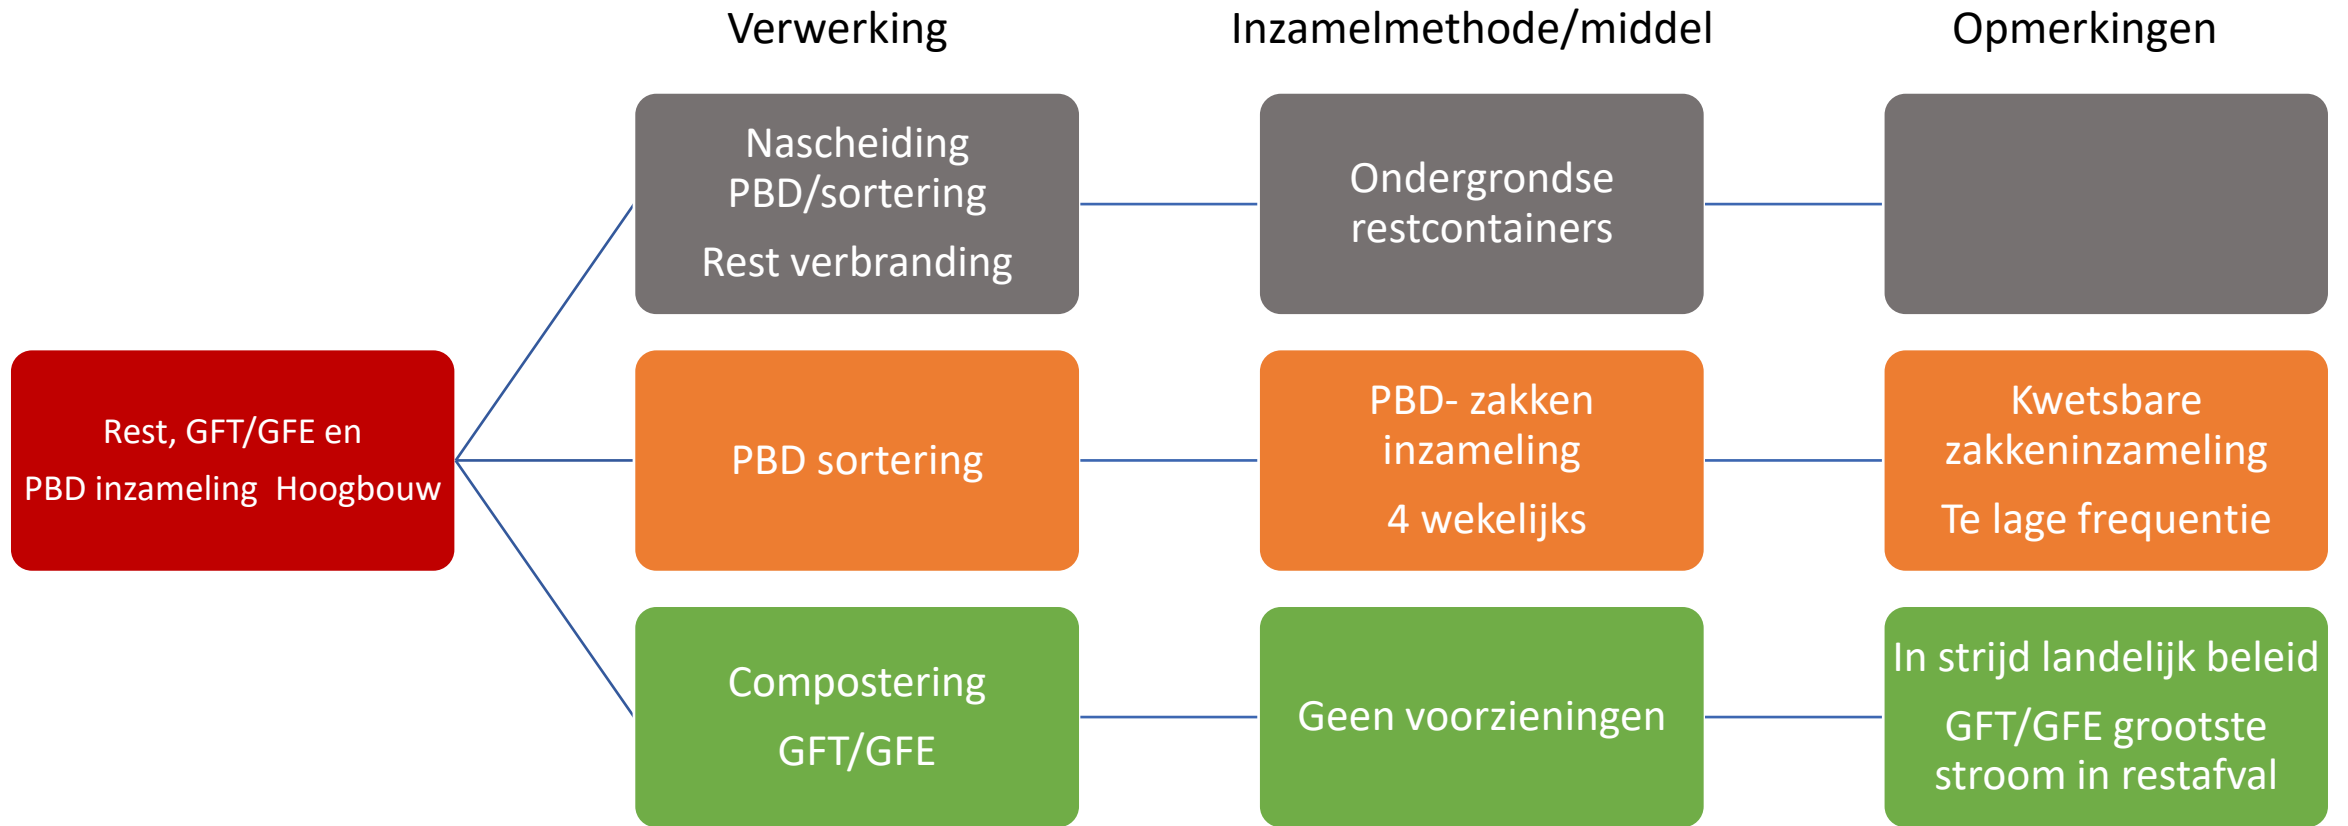 Verwerking
Inzamelmethode/middel
Opmerkingen
Nascheiding
PBD/sortering
Rest verbranding
Ondergrondse
restcontainers
Rest, GFT/GFE en
PBD inzameling  Hoogbouw
PBD sortering
PBD- zakken
inzameling
4 wekelijks
Kwetsbare
zakkeninzameling
Te lage frequentie
Compostering
GFT/GFE
Geen voorzieningen
In strijd landelijk beleid
GFT/GFE grootste
stroom in restafval